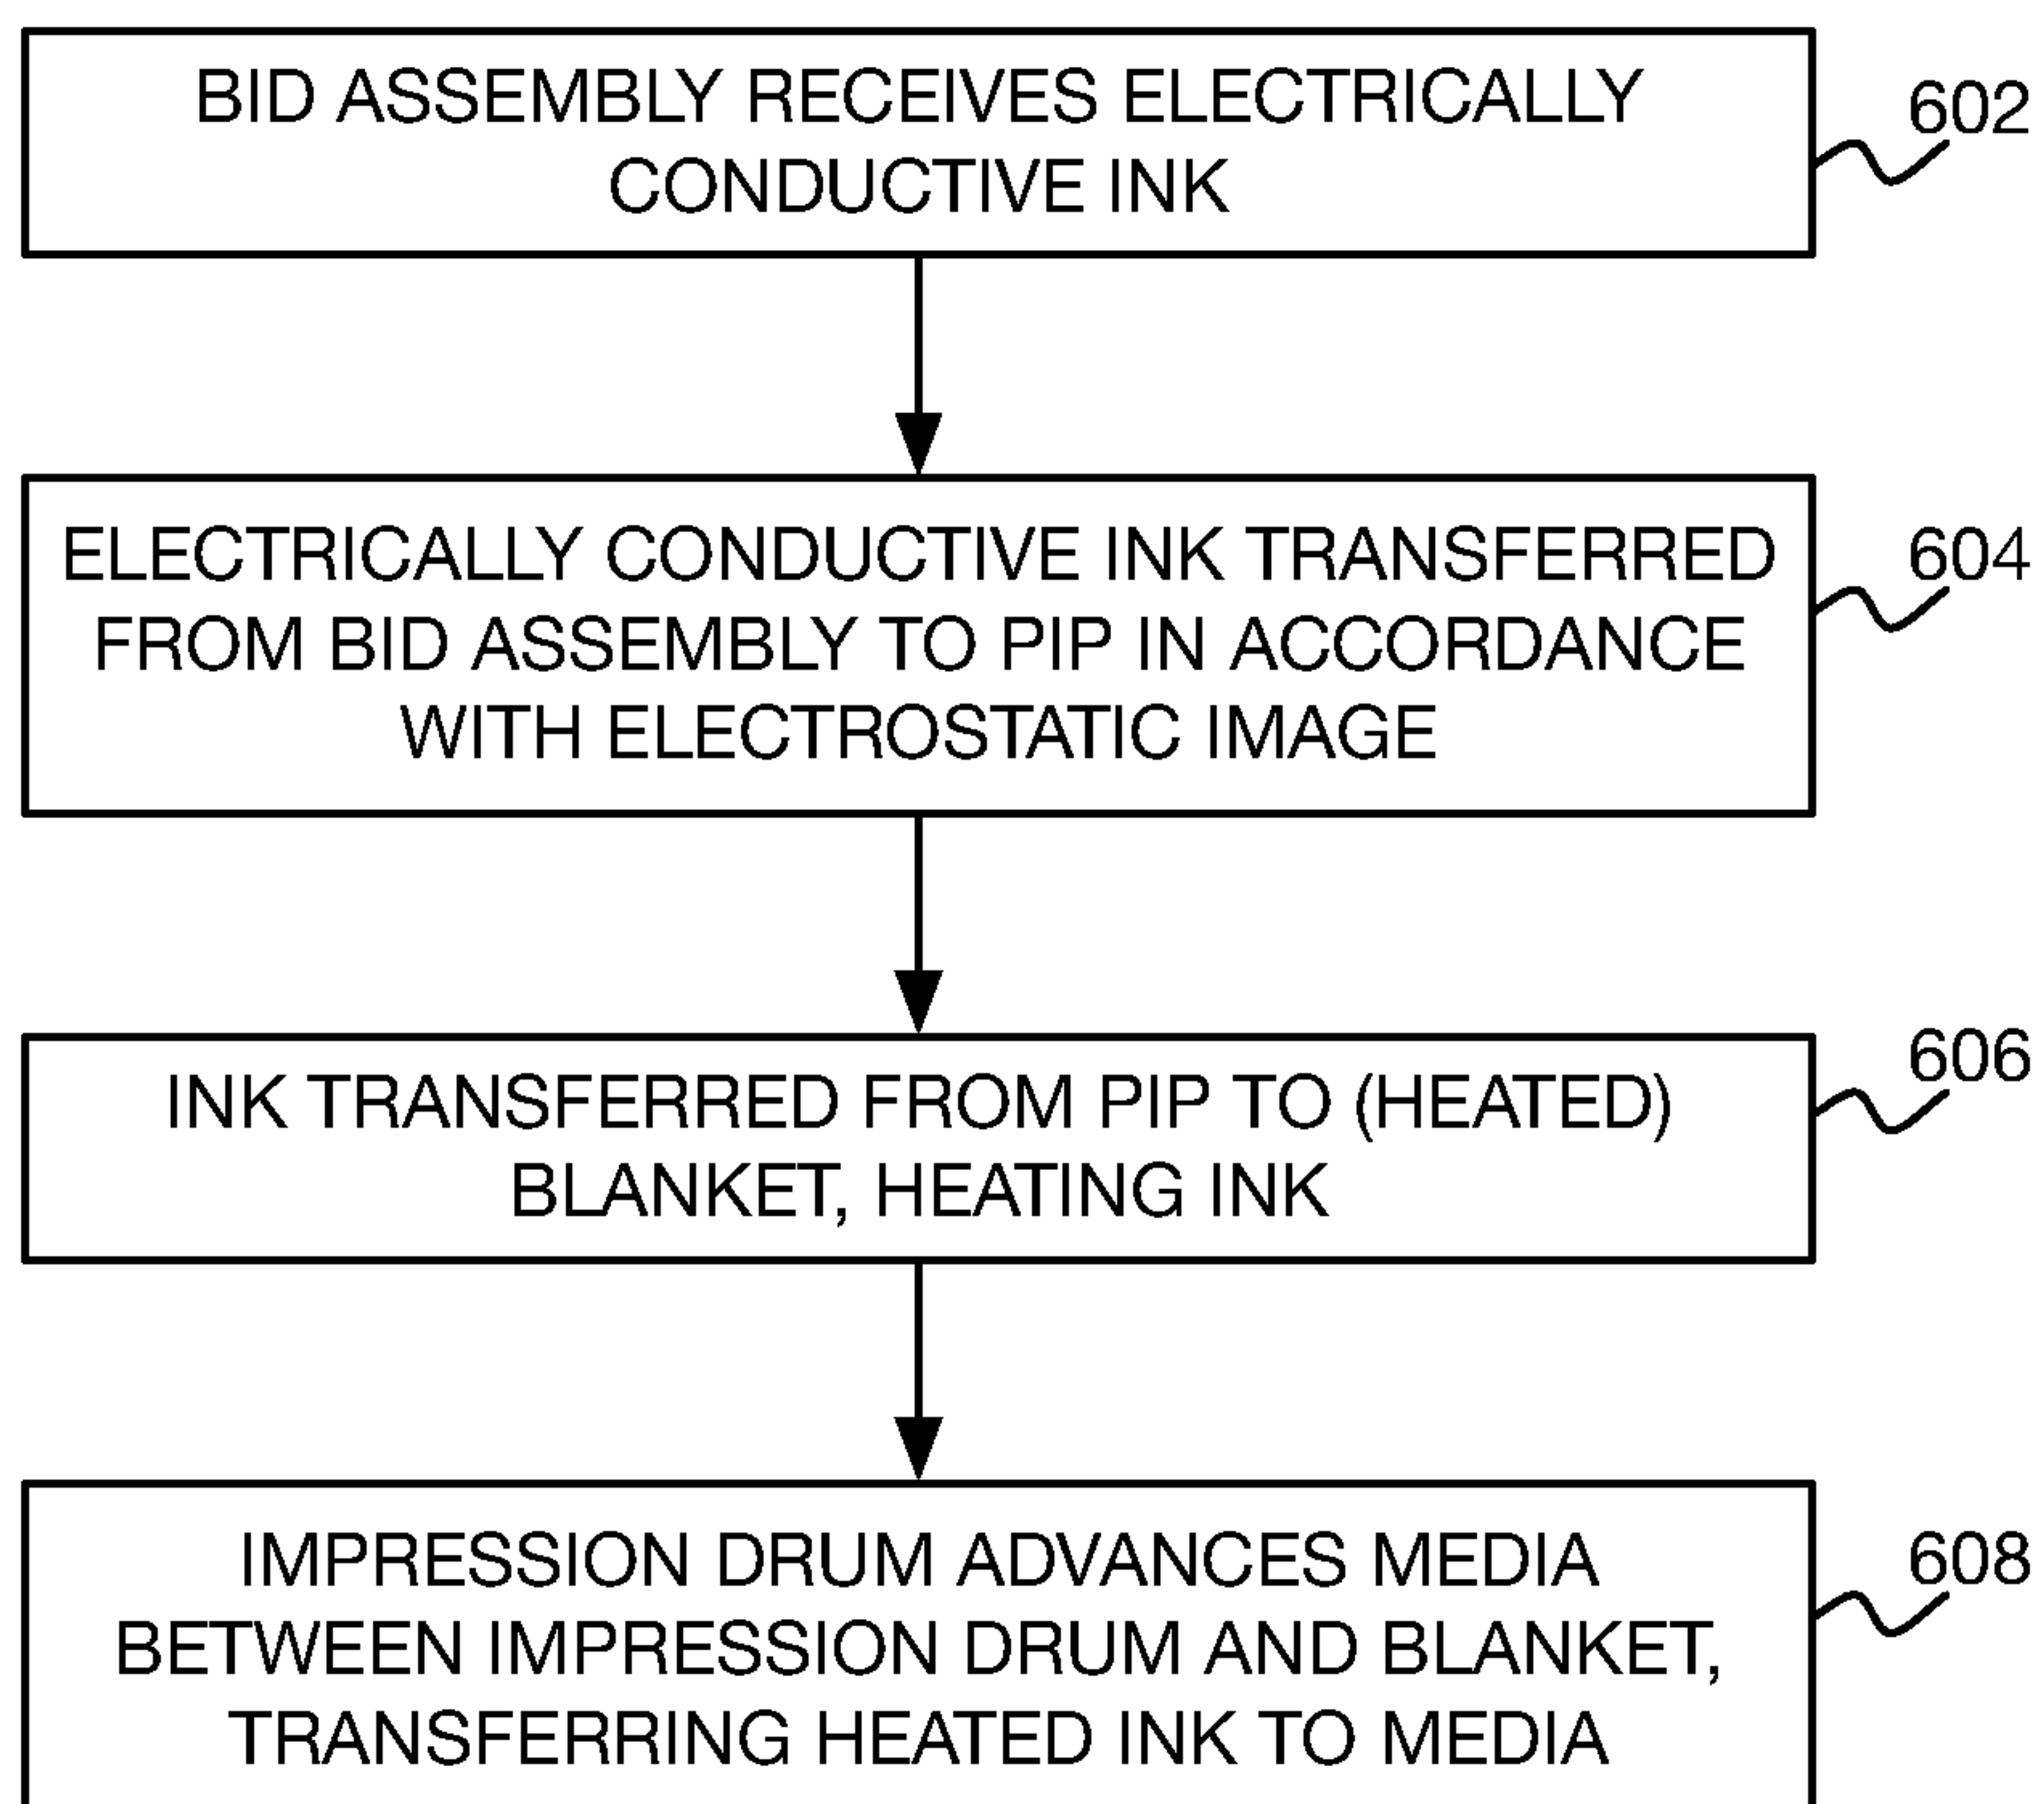 BID ASSEMBLY RECEIVES ELECTRICALLY
CONDUCTIVE INK
602
ELECTRICALLY CONDUCTIVE INK TRANSFERRED
FROM BID ASSEMBLY TO PIP IN ACCORDANCE
WITH ELECTROSTATIC IMAGE
604
INK TRANSFERRED FROM PIP TO (HEATED)
BLANKET, HEATING INK
606
IMPRESSION DRUM ADVANCES MEDIA
BETWEEN IMPRESSION DRUM AND BLANKET,
TRANSFERRING HEATED INK TO MEDIA
608